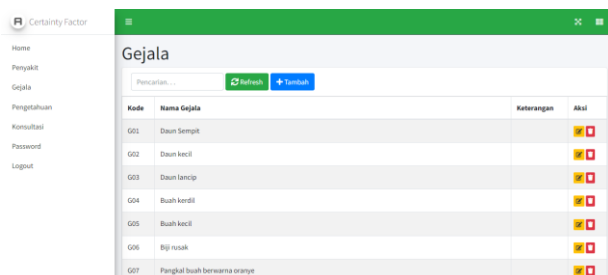 Certainty Factor
Home
Penyakit
Gejala
Pengetahuan
Konsultasi
Password
Logout
Gejala
Pencarian... Refresh + Tambah
Kode Nama Gejala Keterangan Aksi
G01 Daun Sempit
G02 Daun kecil
G03 Daun lancip
G04 Buah kerdil
G05 Buah kecil
G06 Biji rusak
G07 Pangkal buah berwarna oranye